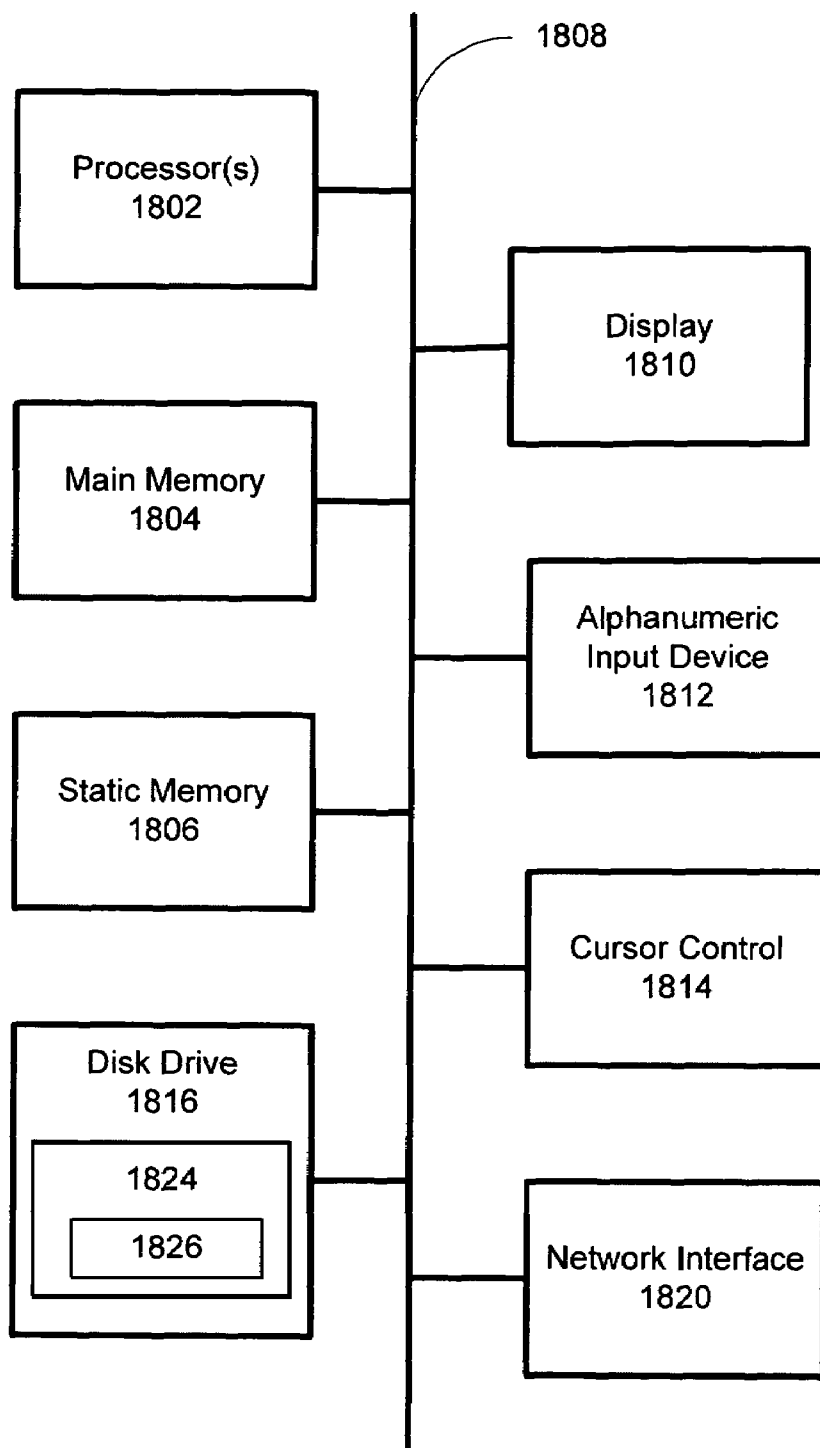 1808
Processor(s)
1802
Display
1810
Main Memory
1804
Alphanumeric
Input Device
1812
Static Memory
1806
Cursor Control
1814
Disk Drive
1816
1824
1826
Network Interface
1820